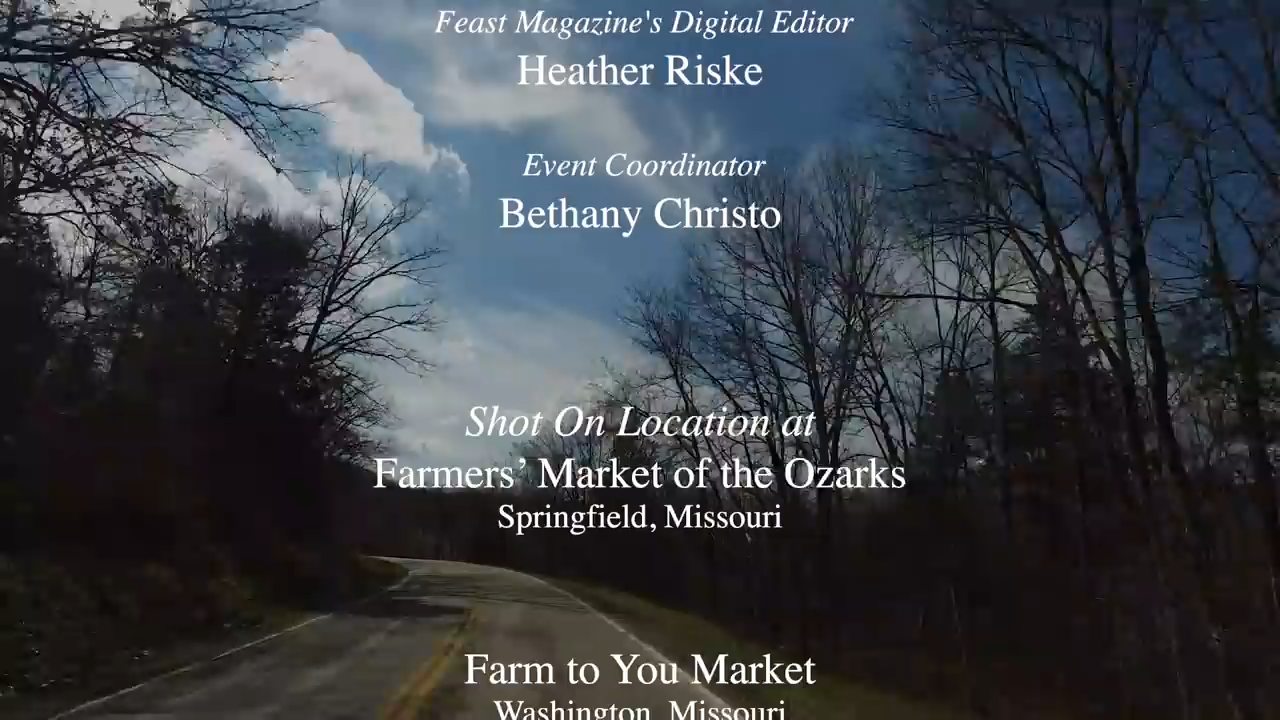 Feast Magazine's Digital Editor
Heather Riske
Event Coordinator
Bethany Christo
Shot On Location at
Farmers’ Market of the Ozarks
Springfield, Missouri
Farm to You Market
Washington, Missouri